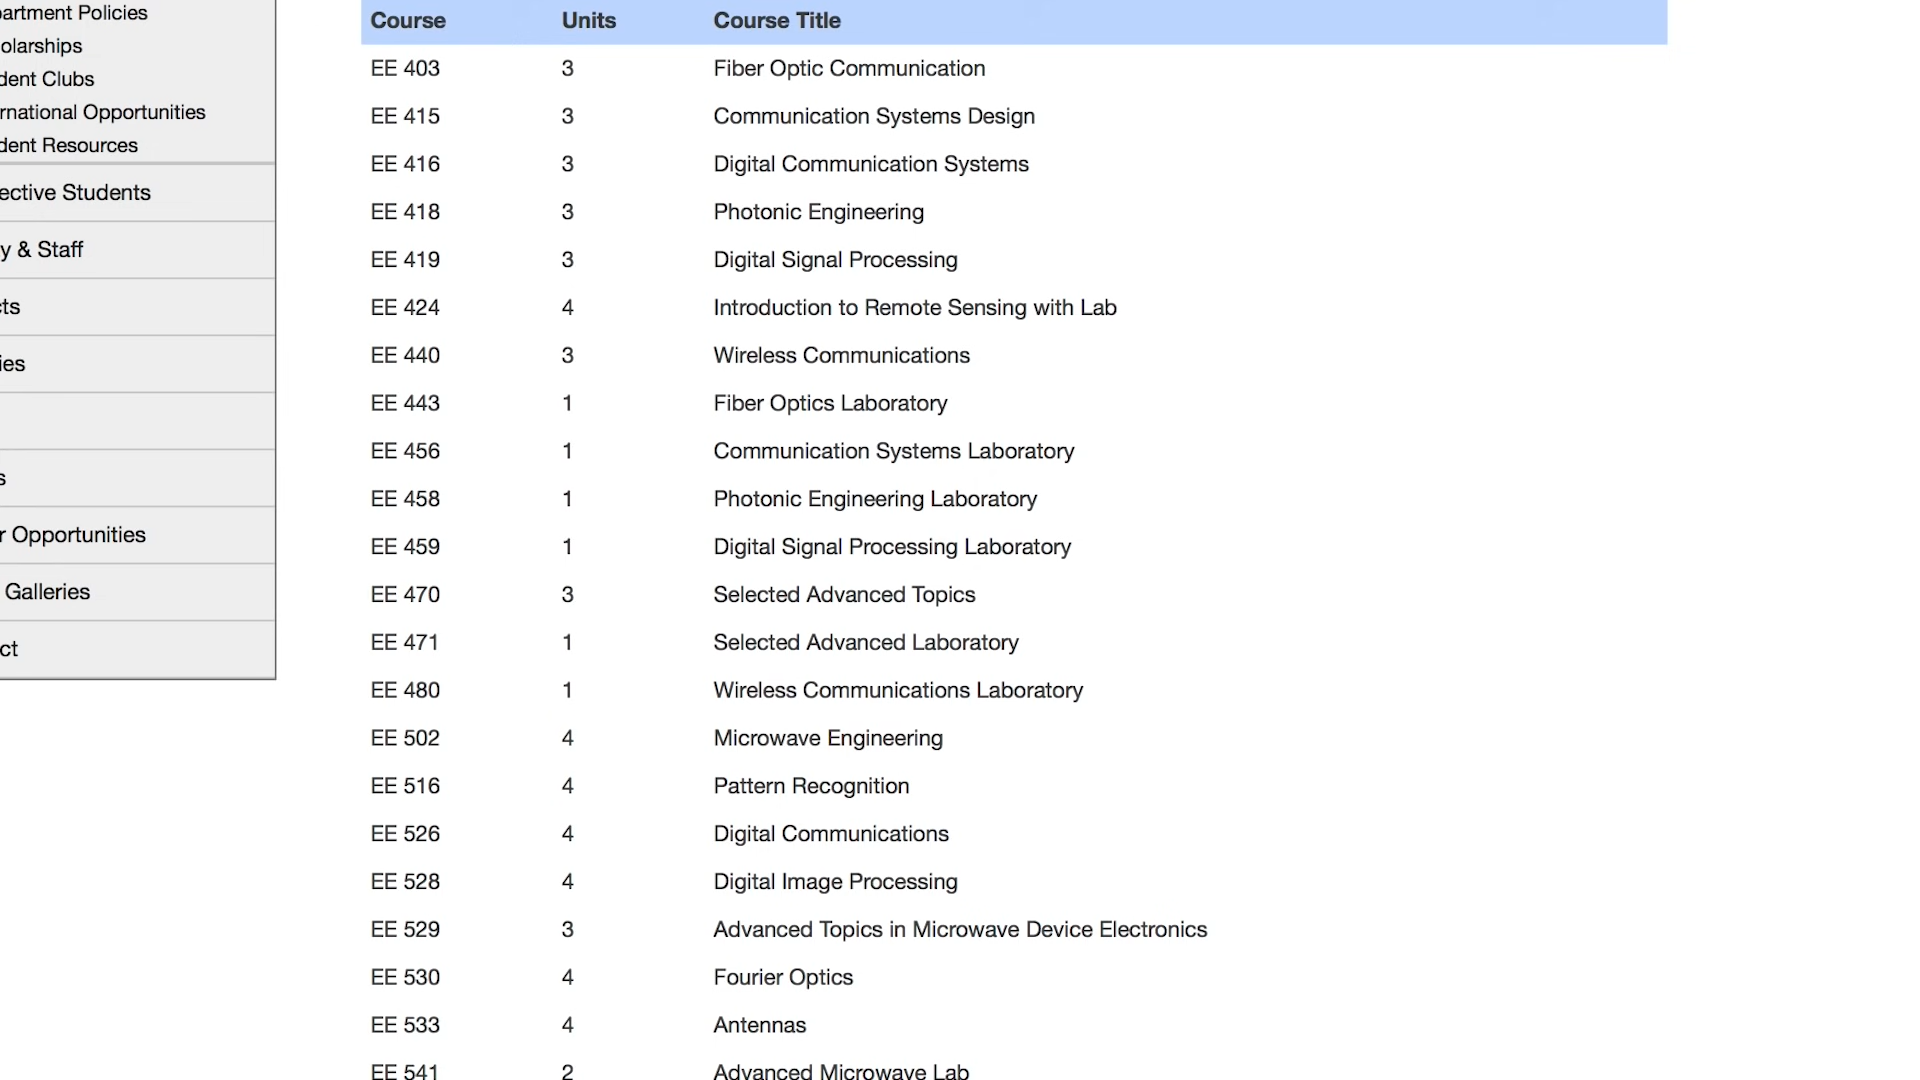 artment Policies
olarships
dent Clubs
rnational Opportunities
dent Resources
ective Students
y & Staff
cts
ies
s
r Opportunities
Galleries
ct
Course Units Course Title
EE 403 3 Fiber Optic Communication
EE 415 3 Communication Systems Design
EE 416 3 Digital Communication Systems
EE 418 3 Photonic Engineering
EE 419 3 Digital Signal Processing
EE 424 4 Introduction to Remote Sensing with Lab
EE 440 3 Wireless Communications
EE 443 1 Fiber Optics Laboratory
EE 456 1 Communication Systems Laboratory
EE 458 1 Photonic Engineering Laboratory
EE 459 1 Digital Signal Processing Laboratory
EE 470 3 Selected Advanced Topics
EE 471 1 Selected Advanced Laboratory
EE 480 1 Wireless Communications Laboratory
EE 502 4 Microwave Engineering
EE 516 4 Pattern Recognition
EE 526 4 Digital Communications
EE 528 4 Digital Image Processing
EE 529 3 Advanced Topics in Microwave Device Electronics
EE 530 4 Fourier Optics
EE 533 4 Antennas
EE 541 2 Advanced Microwave Lab